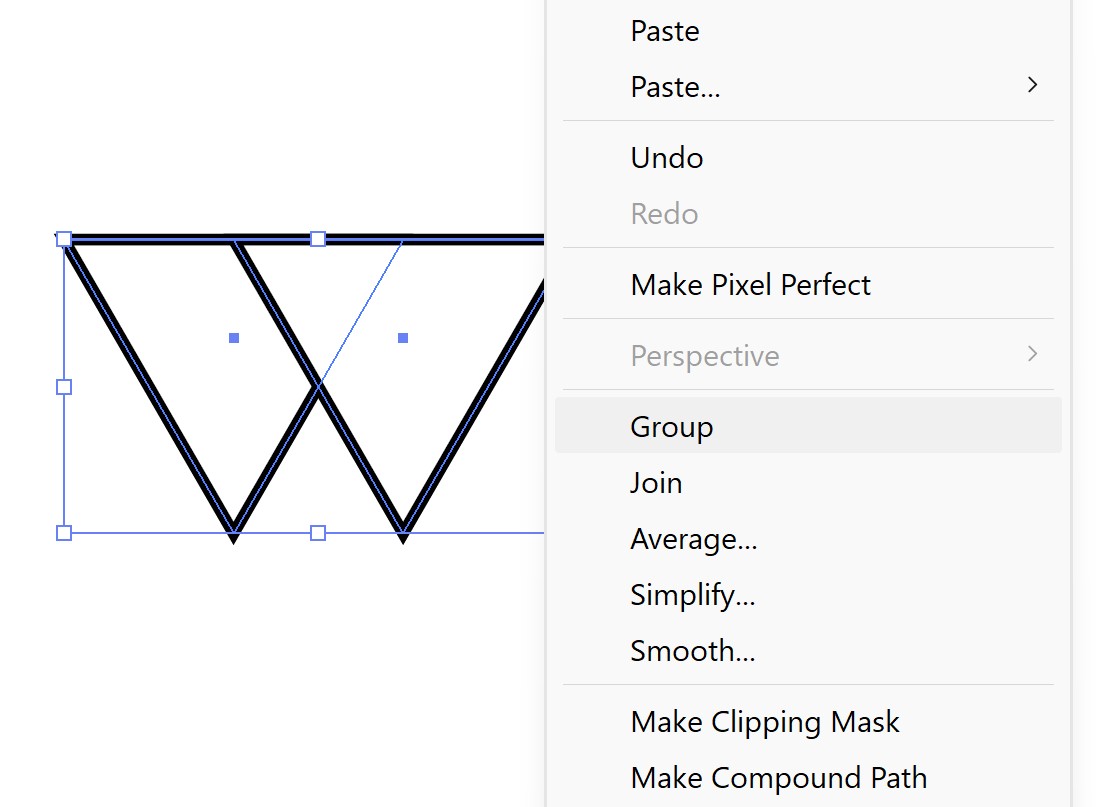 Paste
Paste...
Undo
Redo
Make Pixel Perfect
Perspective
Group
Join
Average...
Simplify...
Smooth...
Make Clipping Mask
Make Compound Path